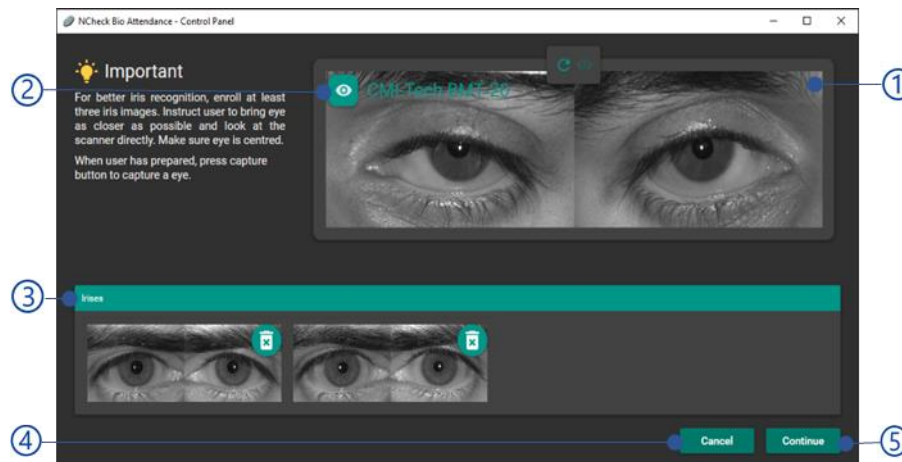 NCheck Bio Attendance - Control Panel
Important
For better iris recognition, enroll at least
three iris images. Instruct user to bring eye
as closer as possible and look at the
scanner directly. Make sure eye is centred.
When user has prepared, press capture
button to capture a eye.
1
2
CMI-Tech BMT-20
3
Irises
4
Cancel
Continue
5